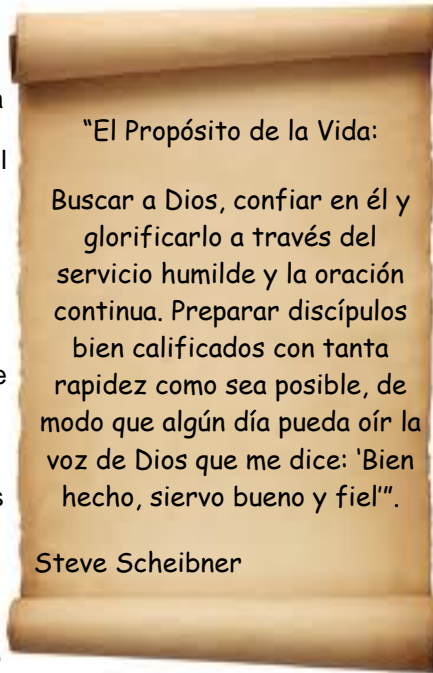 "El Propósito de la Vida:
Buscar a Dios, confiar en él y
glorificarlo a través del
servicio humilde y la oración
continua. Preparar discípulos
bien calificados con tanta
rapidez como sea posible, de
modo que algún día pueda oír la
voz de Dios que me dice: ‘Bien
hecho, siervo bueno y fiel’”.
Steve Scheibner